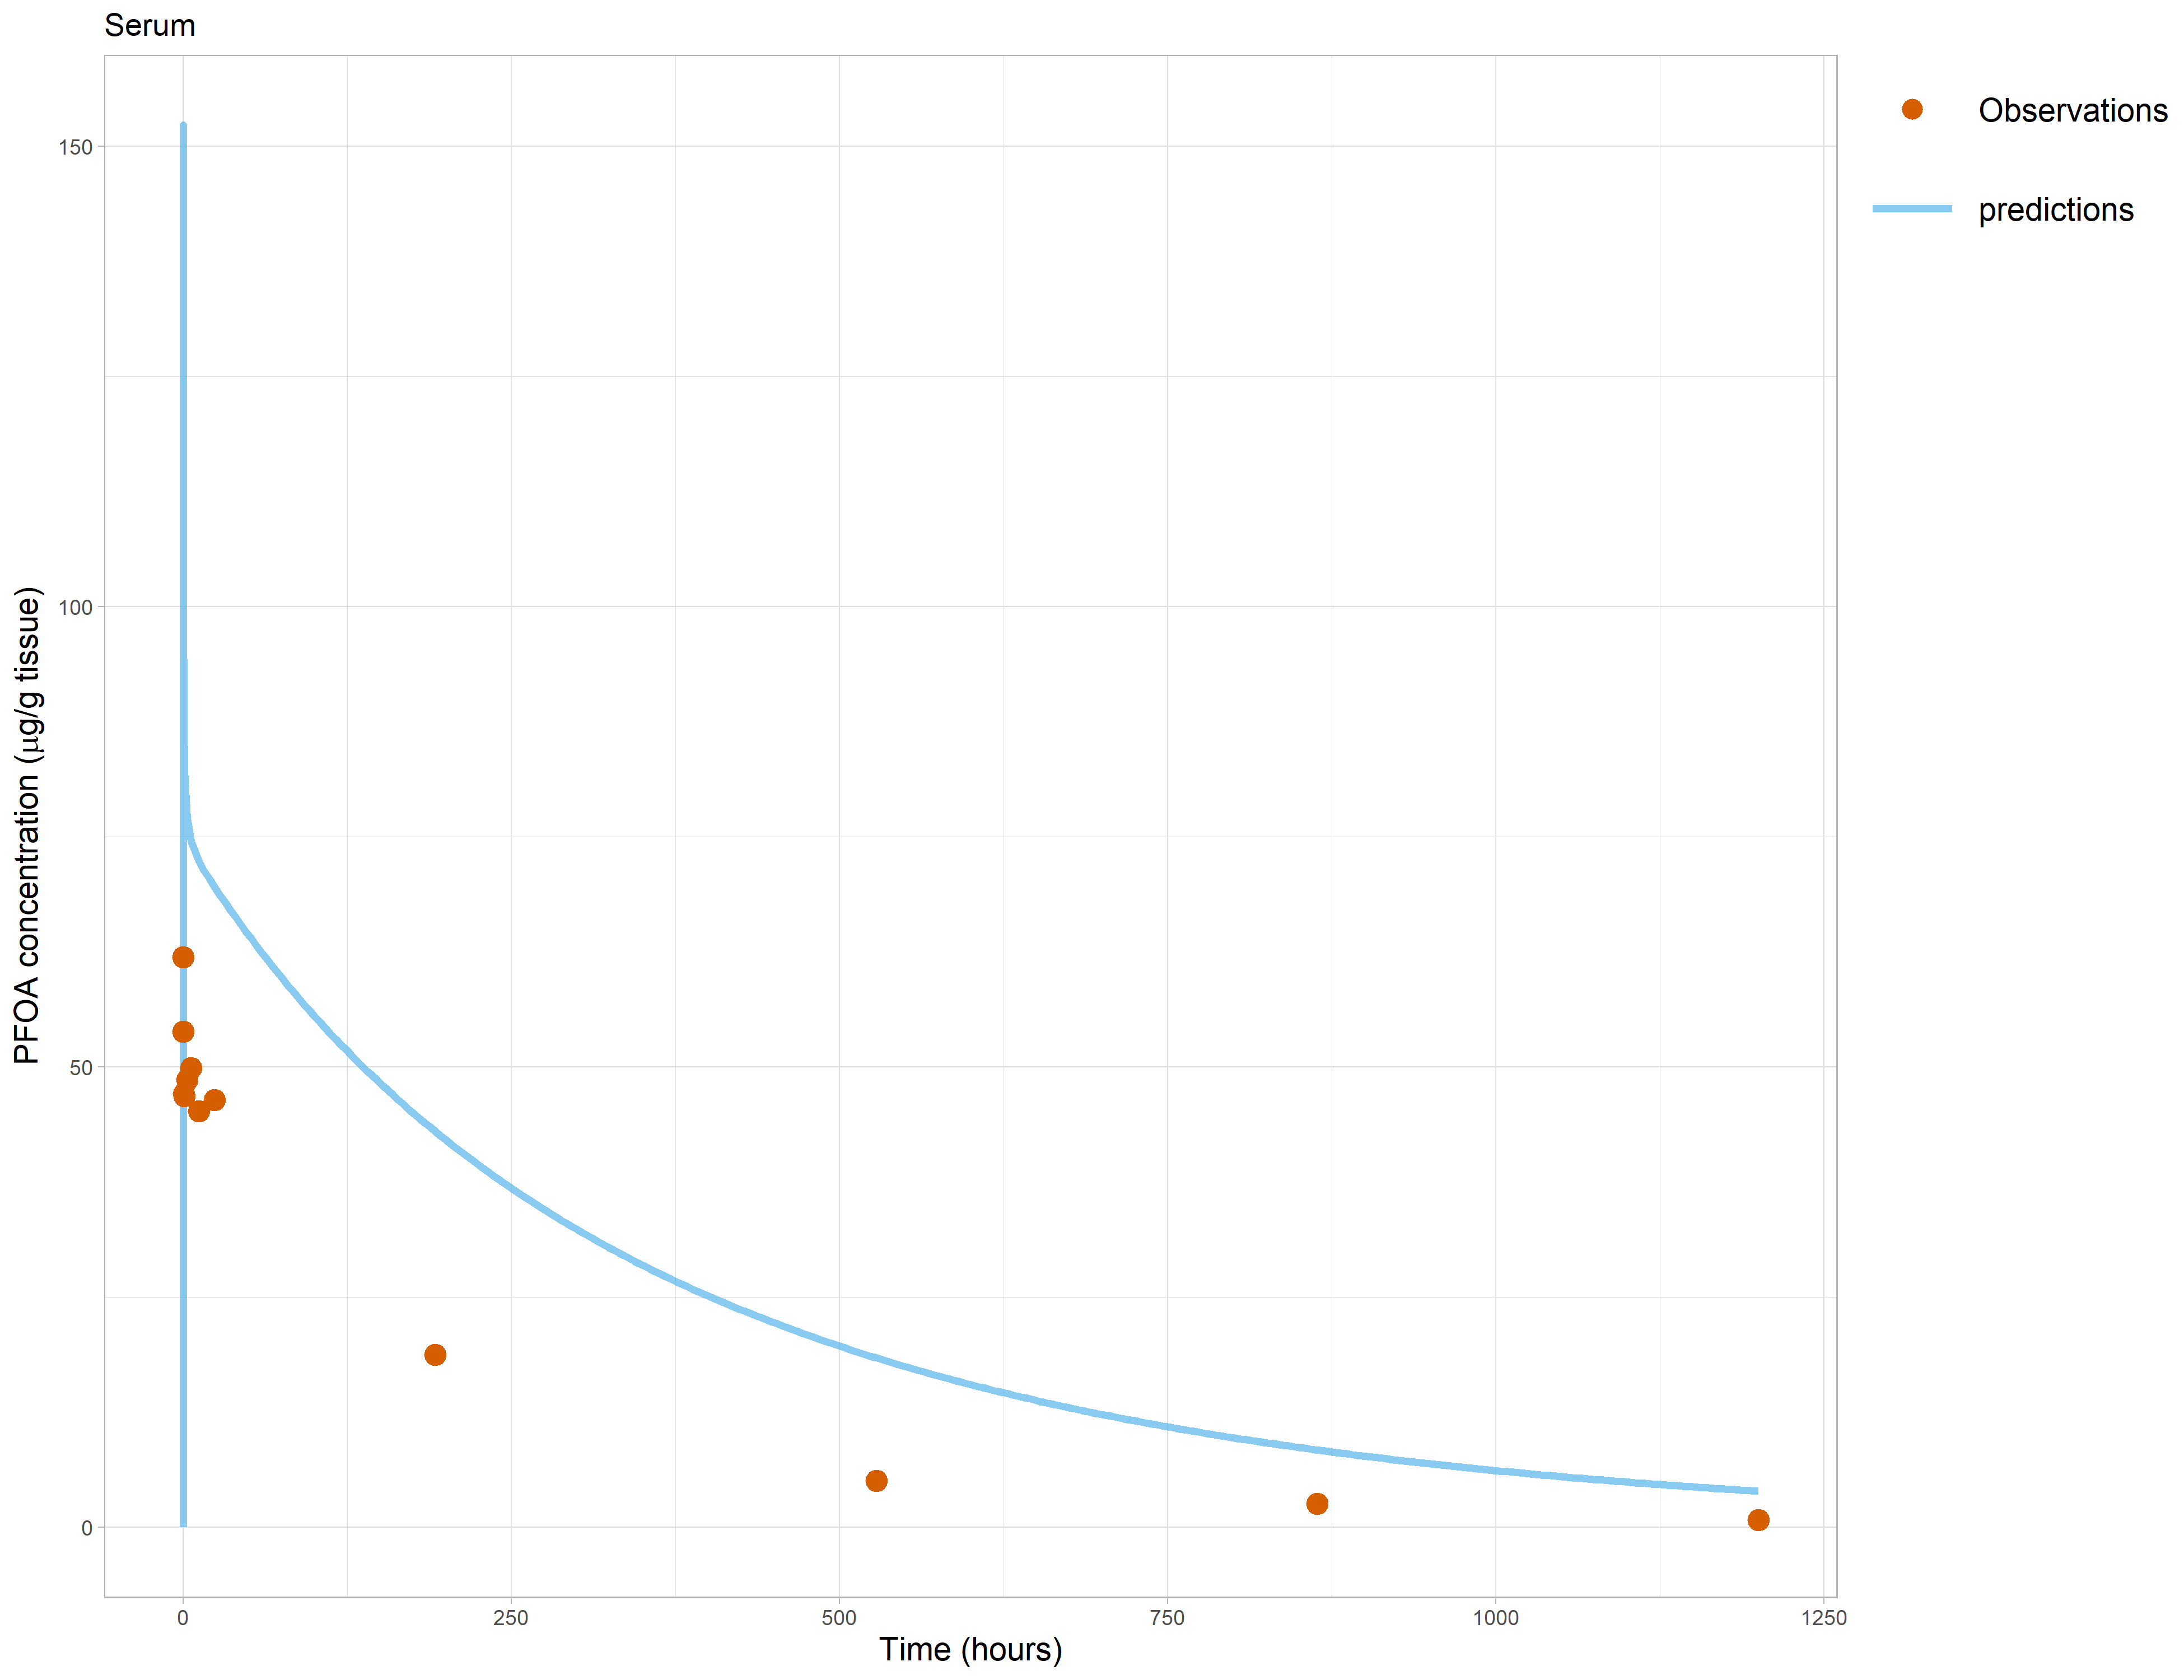 Serum
PFOA concentration (μg/g tissue)
150
100
50
0
0
250
500
750
1000
1250
Time (hours)
Observations
predictions